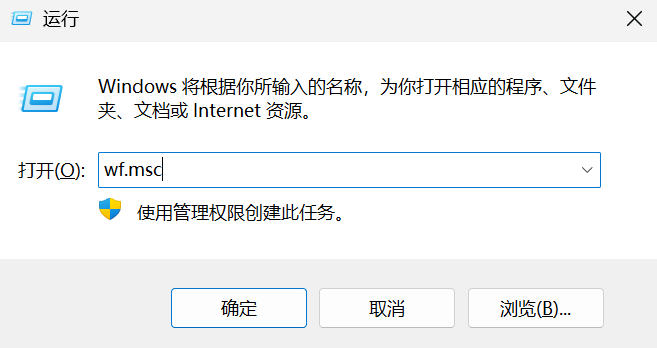 运行
Windows 将根据你所输入的名称，为你打开相应的程序、文件
夹、文档或 Internet 资源。
打开(O): wf.msc
使用管理权限创建此任务。
确定 取消 浏览(B)...